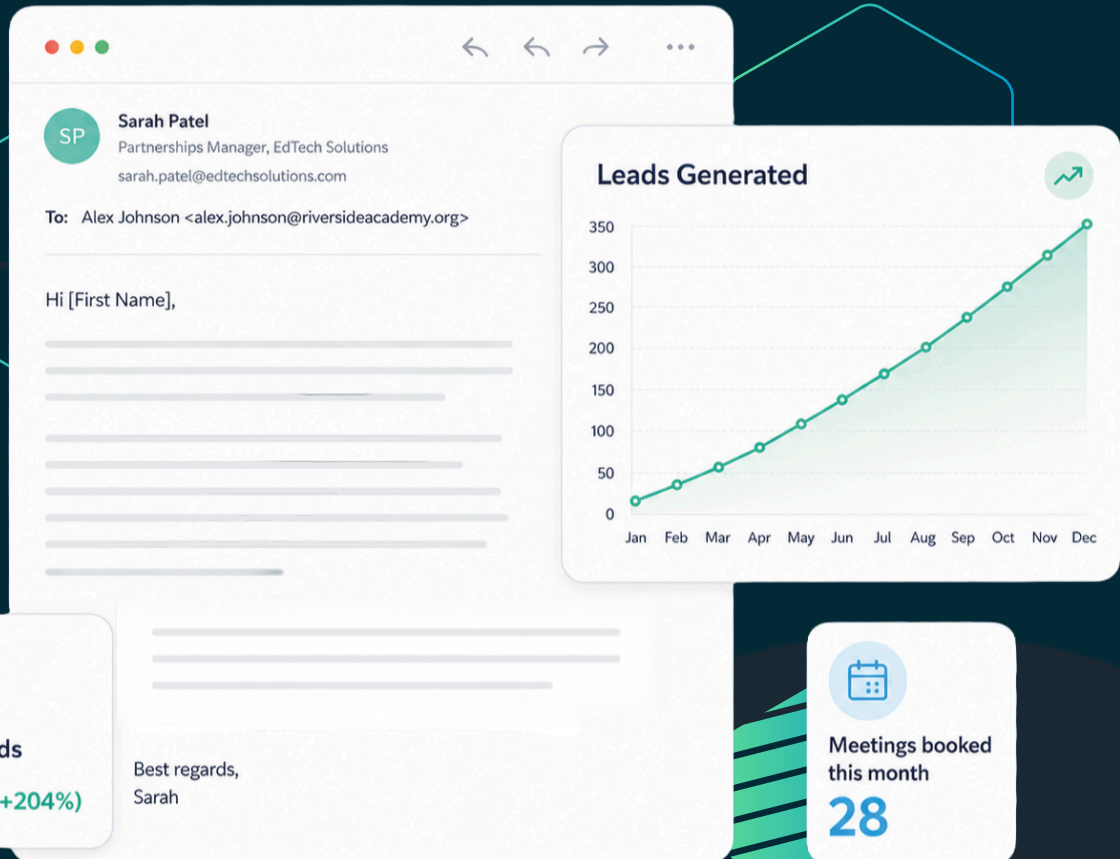 SP
Sarah Patel
Partnerships Manager, EdTech Solutions
sarah.patel@edtechsolutions.com
To: Alex Johnson <alex.johnson@riversideacademy.org>
Hi [First Name],
Best regards,
Sarah
Leads Generated
350
300
250
200
150
100
50
0
Jan Feb Mar Apr May Jun Jul Aug Sep Oct Nov Dec
ds
+204%)
Meetings booked
this month
28